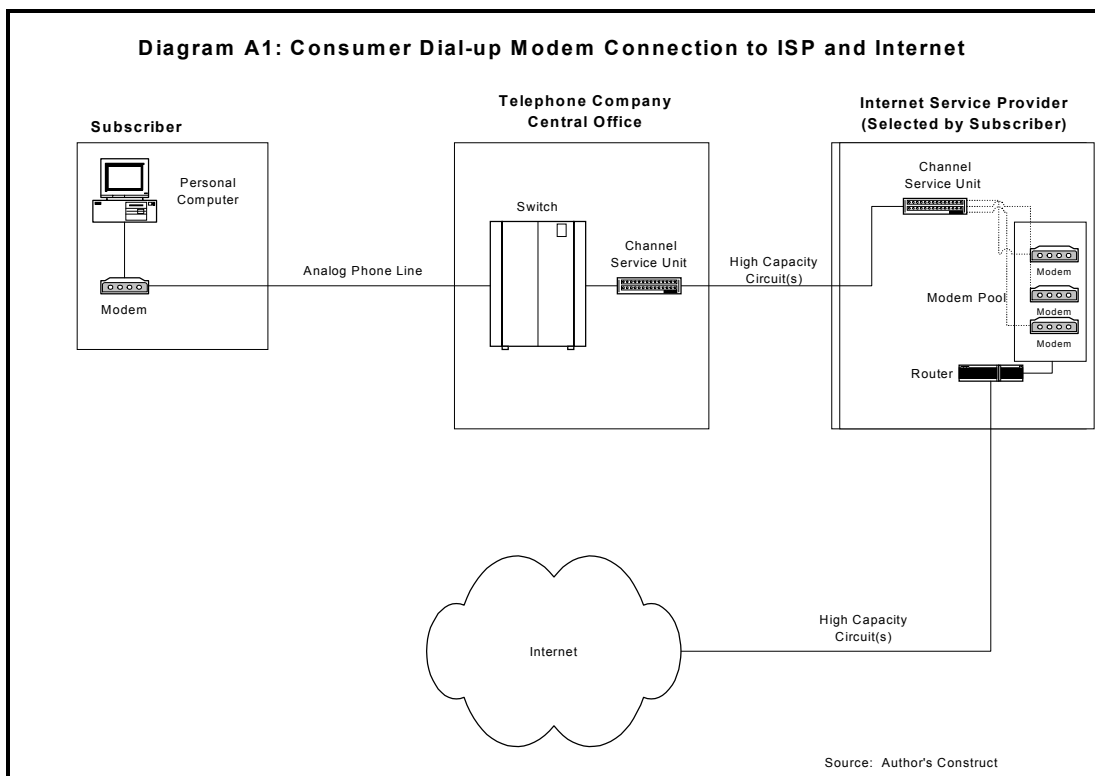 Diagram A1: Consumer Dial-up Modem Connection to ISP and Internet
Subscriber
Personal
Computer
Modem
Analog Phone Line
Telephone Company
Central Office
Switch
Channel
Service Unit
High Capacity
Circuit(s)
Internet Service Provider
(Selected by Subscriber)
Channel
Service Unit
Modem Pool
Modem
Modem
Modem
Router
High Capacity
Circuit(s)
Internet
Source: Author's Construct